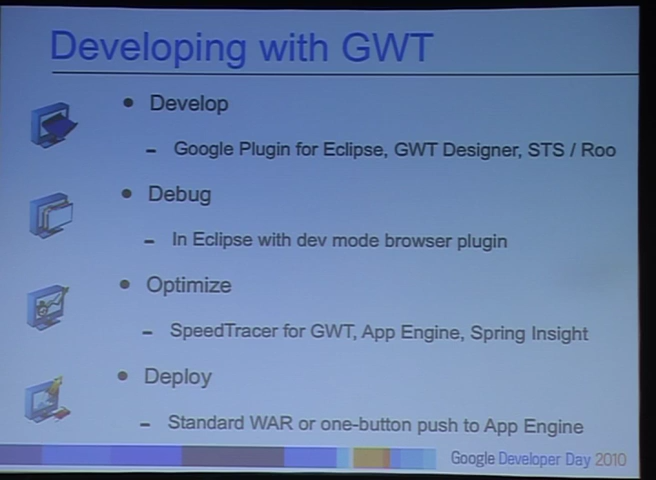 Developing with GWT
• Develop
– Google Plugin for Eclipse, GWT Designer, STS / Roo
• Debug
– In Eclipse with dev mode browser plugin
• Optimize
– SpeedTracer for GWT, App Engine, Spring Insight
• Deploy
– Standard WAR or one-button push to App Engine
Google Developer Day 2010